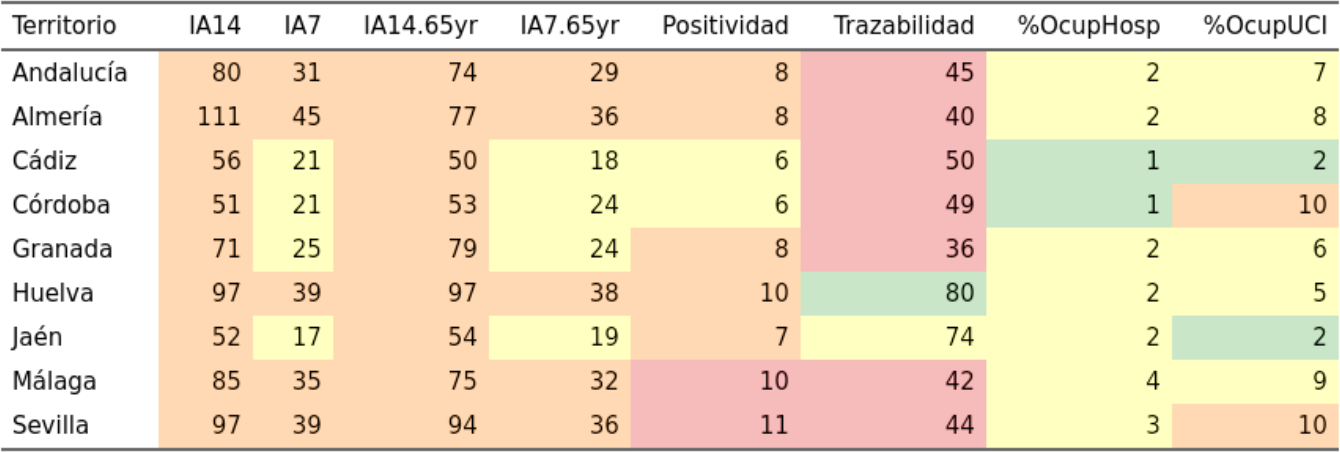 Territorio IA14 IA7 IA14.65yr IA7.65yr Positividad Trazabilidad %OcupHosp %OcupUCI
Andalucía 80 31 74 29 8 45 2 7
Almería 111 45 77 36 8 40 2 8
Cádiz 56 21 50 18 6 50 1 2
Córdoba 51 21 53 24 6 49 1 10
Granada 71 25 79 24 8 36 2 6
Huelva 97 39 97 38 10 80 2 5
Jaén 52 17 54 19 7 74 2 2
Málaga 85 35 75 32 10 42 4 9
Sevilla 97 39 94 36 11 44 3 10